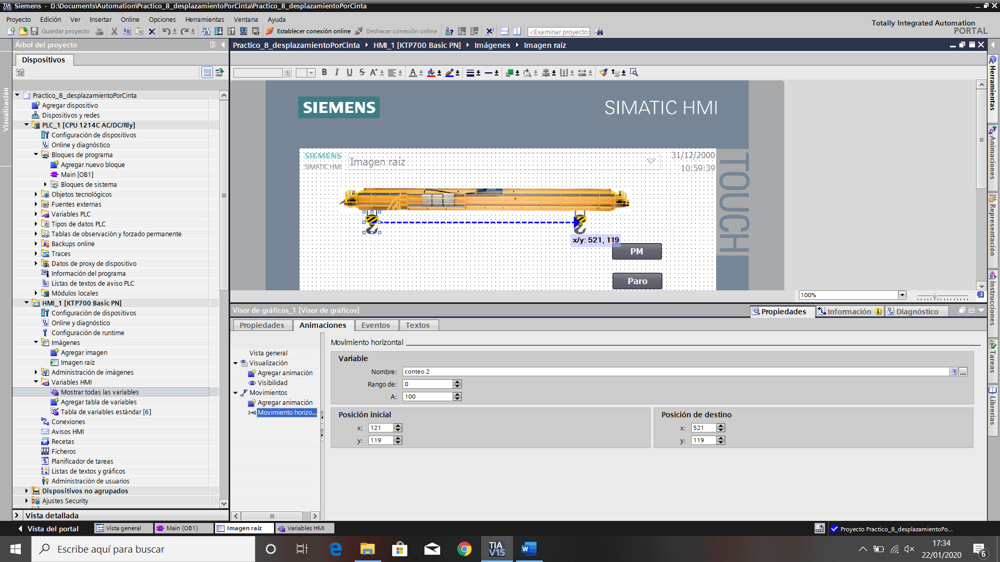 Siemens - D:\Documents\Automation\Practico_8_desplazamientoPorCinta\Practico_8_desplazamientoPorCinta
Proyecto Edición Ver Insertar Online Opciones Herramientas Ventana Ayuda
Totally Integrated Automation
PORTAL
Guardar proyecto
Establecer conexión online
Deshacer conexión online
<Examinar proyecto>
Árbol del proyecto
Practico_8_desplazamientoPorCinta HMI_1 [KTP700 Basic PN] Imágenes Imagen raíz
Dispositivos
Visualización
Practico_8_desplazamientoPorCinta
Agregar dispositivo
Dispositivos y redes
PLC_1 [CPU 1214C AC/DC/Rly]
Configuración de dispositivos
Online y diagnóstico
Bloques de programa
Agregar nuevo bloque
Main [OB1]
Bloques de sistema
Objetos tecnológicos
Fuentes externas
Variables PLC
Tipos de datos PLC
Tablas de observación y forzado permanente
Backups online
Traces
Datos de proxy de dispositivo
Información del programa
Listas de textos de aviso PLC
Módulos locales
HMI_1 [KTP700 Basic PN]
Configuración de dispositivos
Online y diagnóstico
Configuración de runtime
Imágenes
Agregar imagen
Imagen raíz
Administración de imágenes
Variables HMI
Mostrar todas las variables
Agregar tabla de variables
Tabla de variables estándar [6]
Conexiones
Avisos HMI
Recetas
Ficheros
Planificador de tareas
Listas de textos y gráficos
Administración de usuarios
Dispositivos no agrupados
Ajustes Security
Vista detallada
B I U S A A
SIEMENS
SIMATIC HMI
TOUCH
SIEMENS
SIMATIC HMI
Imagen raíz
31/12/2000
10:59:39
x/y: 521, 119
PM
Paro
100%
Visor de gráficos_1 [Visor de gráficos]
Propiedades Información Diagnóstico
Propiedades Animaciones Eventos Textos
Vista general
Visualización
Agregar animación
Visibilidad
Movimientos
Agregar animación
Movimiento horizo...
Movimiento horizontal
Variable
Nombre: conteo 2
Rango de: 0
A: 100
Posición inicial
x: 121
y: 119
Posición de destino
x: 521
y: 119
Herramientas
Animaciones
Representación
Instrucciones
Tareas
Librerías
Vista del portal
Vista general
Main (OB1)
Imagen raíz
Variables HMI
Proyecto Practico_8_desplazamientoPo...
Escribe aquí para buscar
TIA
V15
17:34
22/01/2020
6